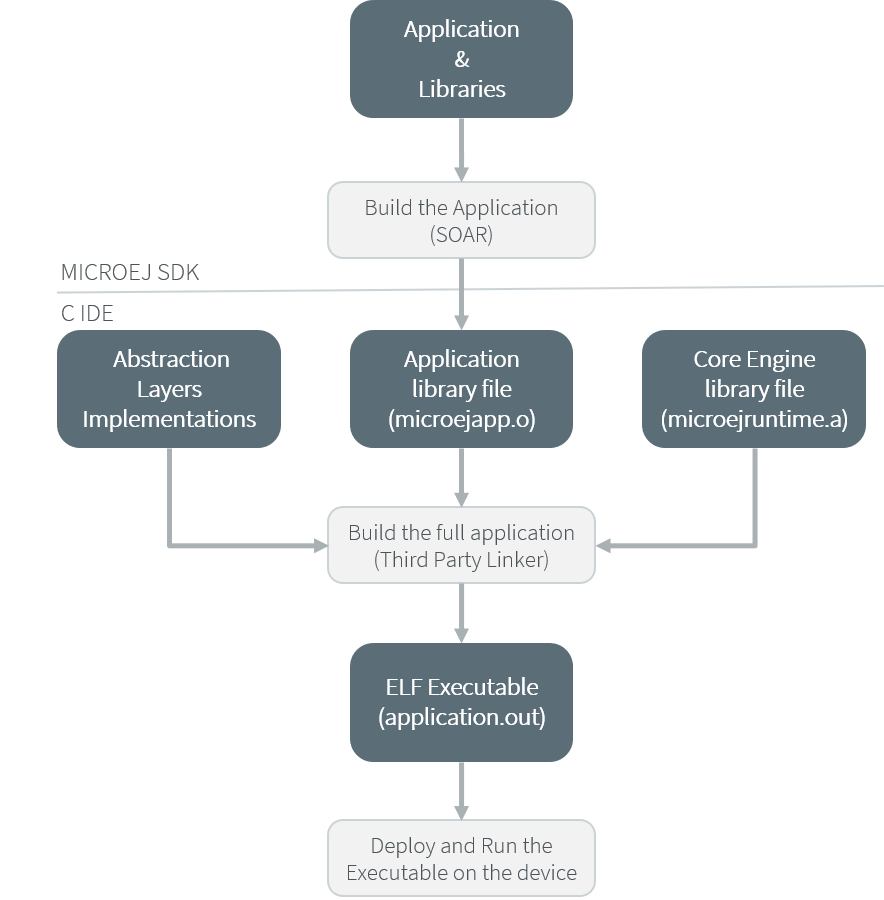 Application
&
Libraries
Build the Application
(SOAR)
MICROEJ SDK
C IDE
Abstraction
Layers
Implementations
Application
library file
(microejapp.o)
Core Engine
library file
(microejruntime.a)
Build the full application
(Third Party Linker)
ELF Executable
(application.out)
Deploy and Run the
Executable on the device